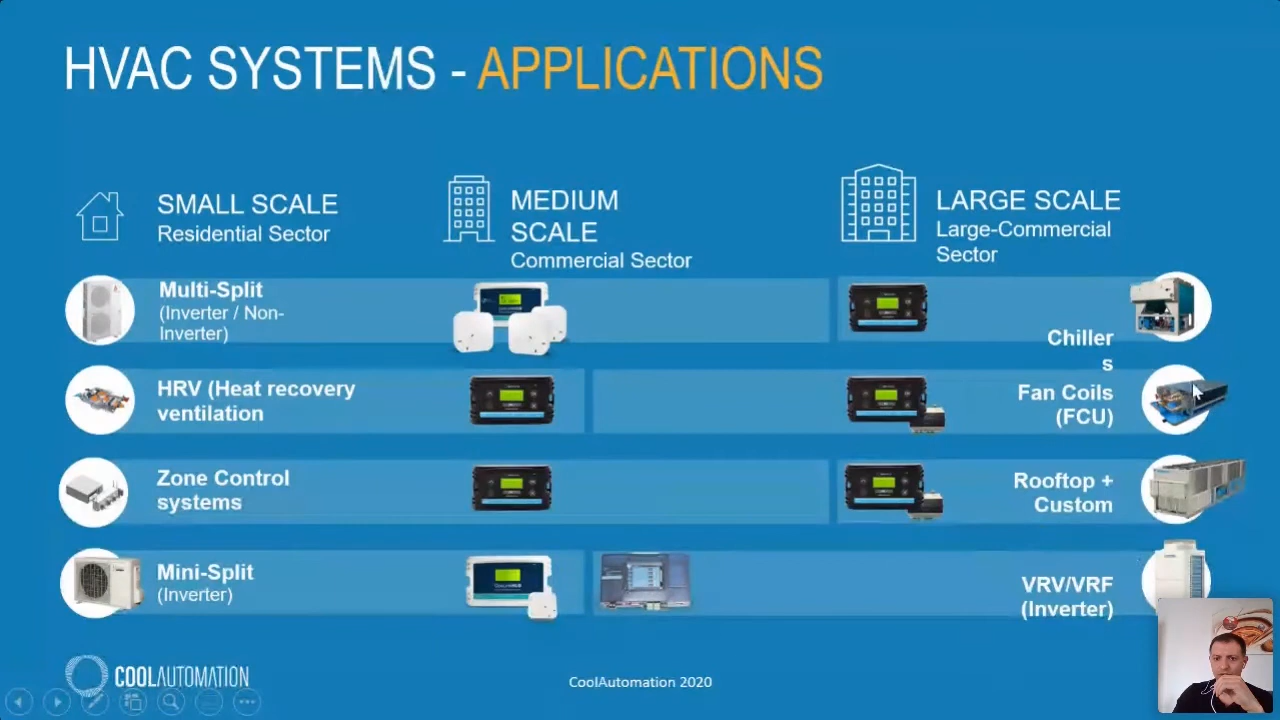 HVAC SYSTEMS - APPLICATIONS
SMALL SCALE
Residential Sector
MEDIUM
SCALE
Commercial Sector
LARGE SCALE
Large-Commercial
Sector
Multi-Split
(Inverter / Non-
Inverter)
Chiller
s
HRV (Heat recovery
ventilation
Fan Coils
(FCU)
Zone Control
systems
Rooftop +
Custom
Mini-Split
(Inverter)
VRV/VRF
(Inverter)
COOLAUTOMATION
CoolAutomation 2020